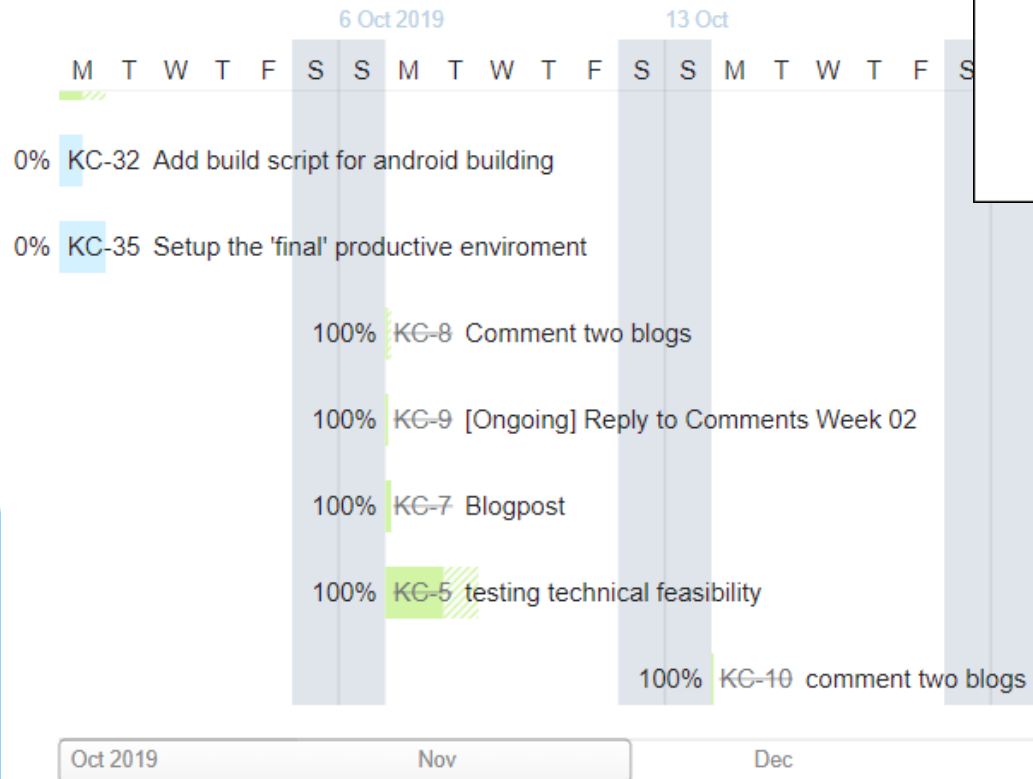 6 Oct 2019 13 Oct
M T W T F S S M T W T F S S M T W T F S
0% KC-32 Add build script for android building
0% KC-35 Setup the 'final' productive enviroment
100% KC-8 Comment two blogs
100% KC-9 [Ongoing] Reply to Comments Week 02
100% KC-7 Blogpost
100% KC-5 testing technical feasibility
100% KC-10 comment two blogs
Oct 2019 Nov Dec